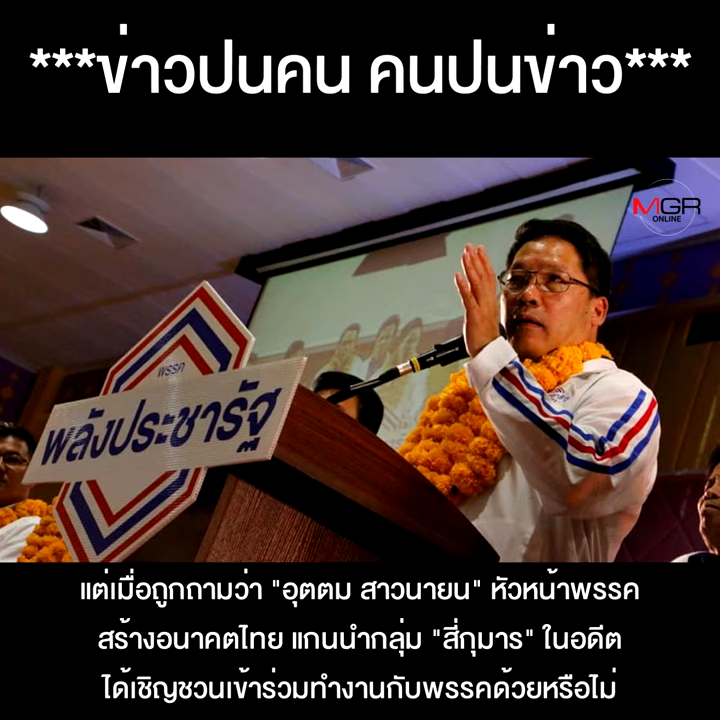 ***ข่าวปนคน คนปนข่าว***
MGR
ONLINE
พรรค
พลังประชารัฐ
แต่เมื่อถูกถามว่า "อุตตม สาวนายน" หัวหน้าพรรค
สร้างอนาคตไทย แกนนำกลุ่ม "สี่กุมาร" ในอดีต
ได้เชิญชวนเข้าร่วมทำงานกับพรรคด้วยหรือไม่